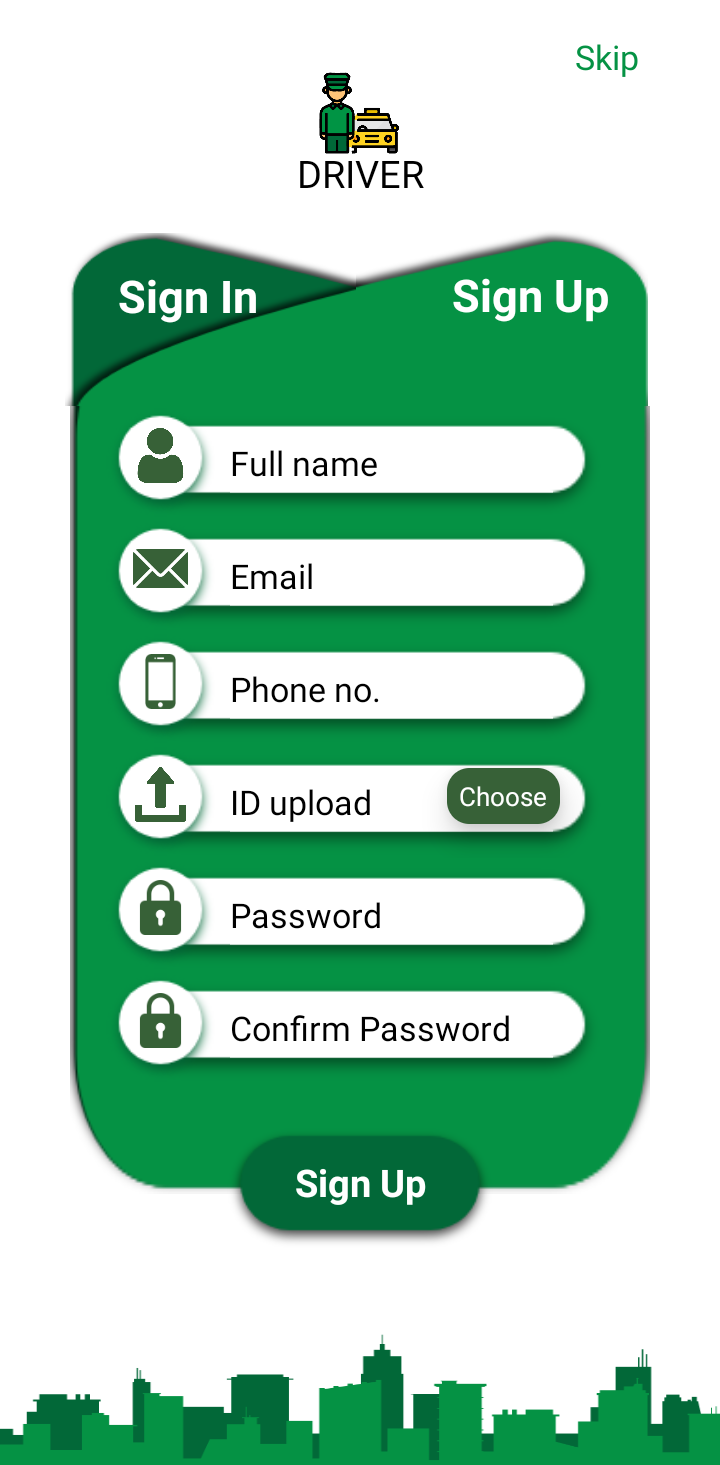 Skip
DRIVER
Sign In
Sign Up
Full name
Email
Phone no.
ID upload
Choose
Password
Confirm Password
Sign Up